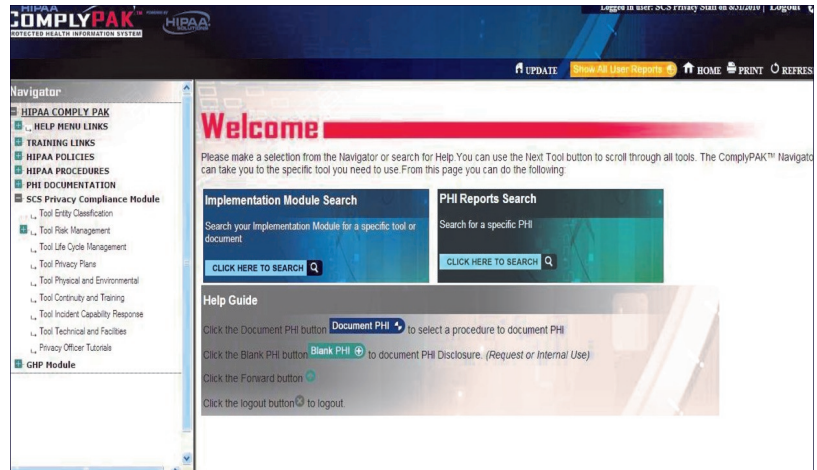 HIPAA
COMPLYPAK™ POWERED BY HIPAA SOLUTIONS
PROTECTED HEALTH INFORMATION SYSTEM
Logged in user: SCS Privacy Staff on 8/31/2010 | Logout
UPDATE Show All User Reports HOME PRINT REFRES
Navigator
HIPAA COMPLY PAK
HELP MENU LINKS
TRAINING LINKS
HIPAA POLICIES
HIPAA PROCEDURES
PHI DOCUMENTATION
SCS Privacy Compliance Module
Tool Entity Classification
Tool Risk Management
Tool Life Cycle Management
Tool Privacy Plans
Tool Physical and Environmental
Tool Continuity and Training
Tool Incident Capability Response
Tool Technical and Facilities
Privacy Officer Tutorials
GHP Module
Welcome
Please make a selection from the Navigator or search for Help.You can use the Next Tool button to scroll through all tools. The ComplyPAK™ Navigato
can take you to the specific tool you need to use.From this page you can do the following:
Implementation Module Search
Search your Implementation Module for a specific tool or
document
CLICK HERE TO SEARCH
PHI Reports Search
Search for a specific PHI
CLICK HERE TO SEARCH
Help Guide
Click the Document PHI button Document PHI to select a procedure to document PHI
Click the Blank PHI button Blank PHI to document PHI Disclosure. (Request or Internal Use)
Click the Forward button
Click the logout button to logout.